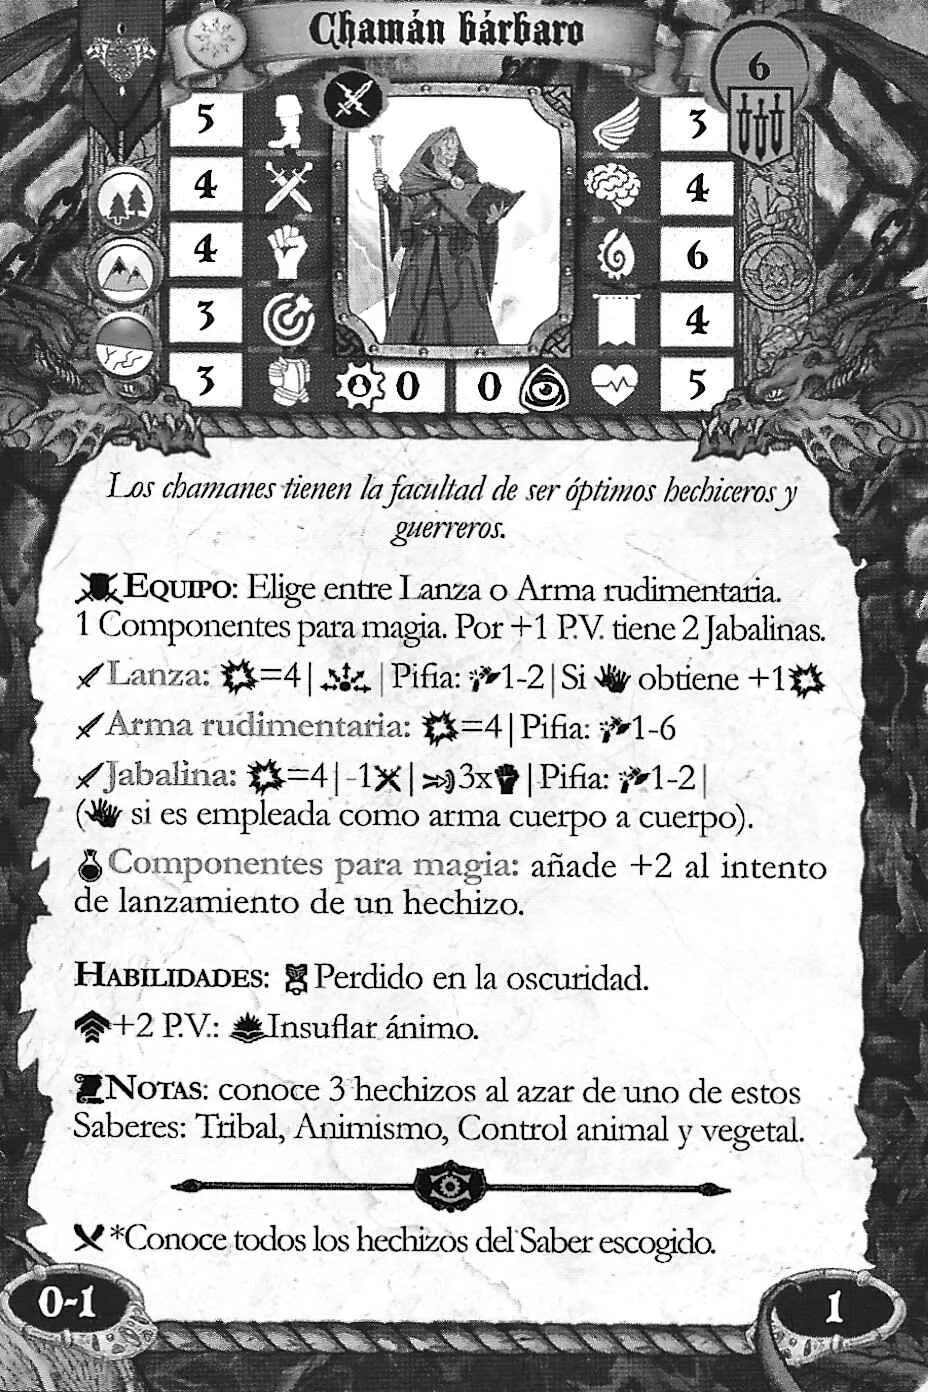 Chamán bárbaro
6
5
3
4
4
4
6
3
4
3
0
0
5
Los chamanes tienen la facultad de ser óptimos hechiceros y
guerreros.
EQUIPO: Elige entre Lanza o Arma rudimentaria.
1 Componentes para magia. Por +1 P.V. tiene 2 Jabalinas.
Lanza: =4| | Pifia: 1-2| Si obtiene +1
Arma rudimentaria: =4| Pifia: 1-6
Jabalina: =4| -1 | 3x | Pifia: 1-2|
( si es empleada como arma cuerpo a cuerpo).
Componentes para magia: añade +2 al intento
de lanzamiento de un hechizo.
HABILIDADES: Perdido en la oscuridad.
+2 P.V.: Insuflar ánimo.
NOTAS: conoce 3 hechizos al azar de uno de estos
Saberes: Tribal, Animismo, Control animal y vegetal.
*Conoce todos los hechizos del Saber escogido.
0-1
1